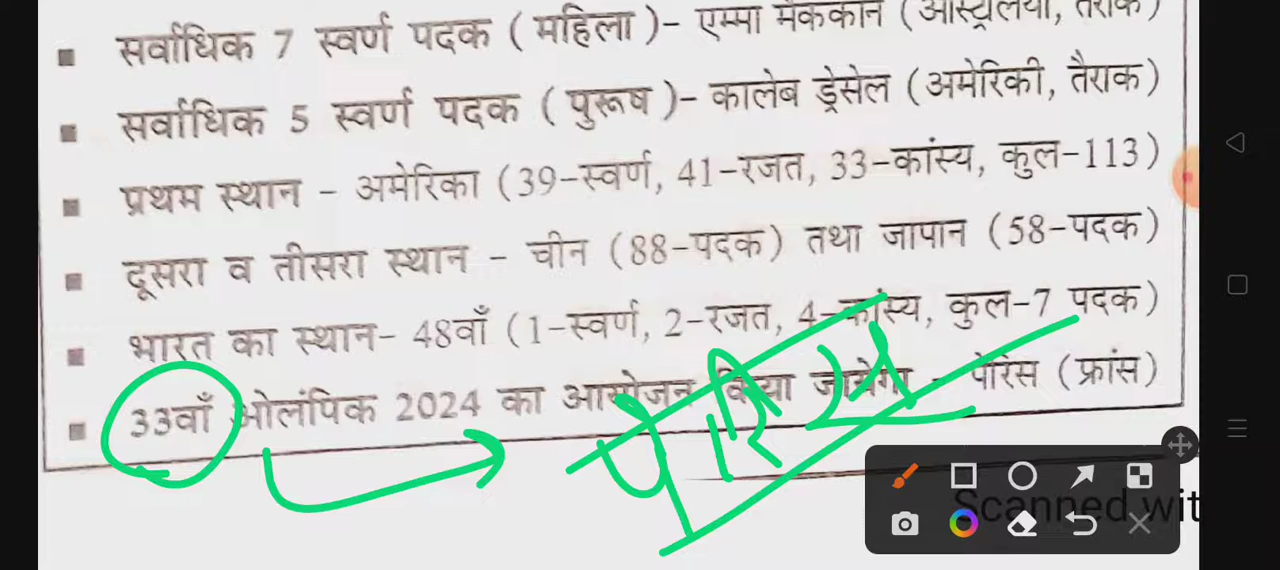 सर्वाधिक 7 स्वर्ण पदक ( महिला )- एम्मा मैककॉन (ऑस्ट्रेलिया, तैराक)
सर्वाधिक 5 स्वर्ण पदक ( पुरूष )- कालेब ड्रेसेल (अमेरिकी, तैराक)
प्रथम स्थान - अमेरिका (39-स्वर्ण, 41-रजत, 33-कांस्य, कुल-113)
दूसरा व तीसरा स्थान - चीन (88-पदक) तथा जापान (58-पदक)
भारत का स्थान- 48वाँ (1-स्वर्ण, 2-रजत, 4-कांस्य, कुल-7 पदक)
33वाँ ओलंपिक 2024 का आयोजन किया जायेगा - पेरिस (फ्रांस)
पेरिस
Scanned wit